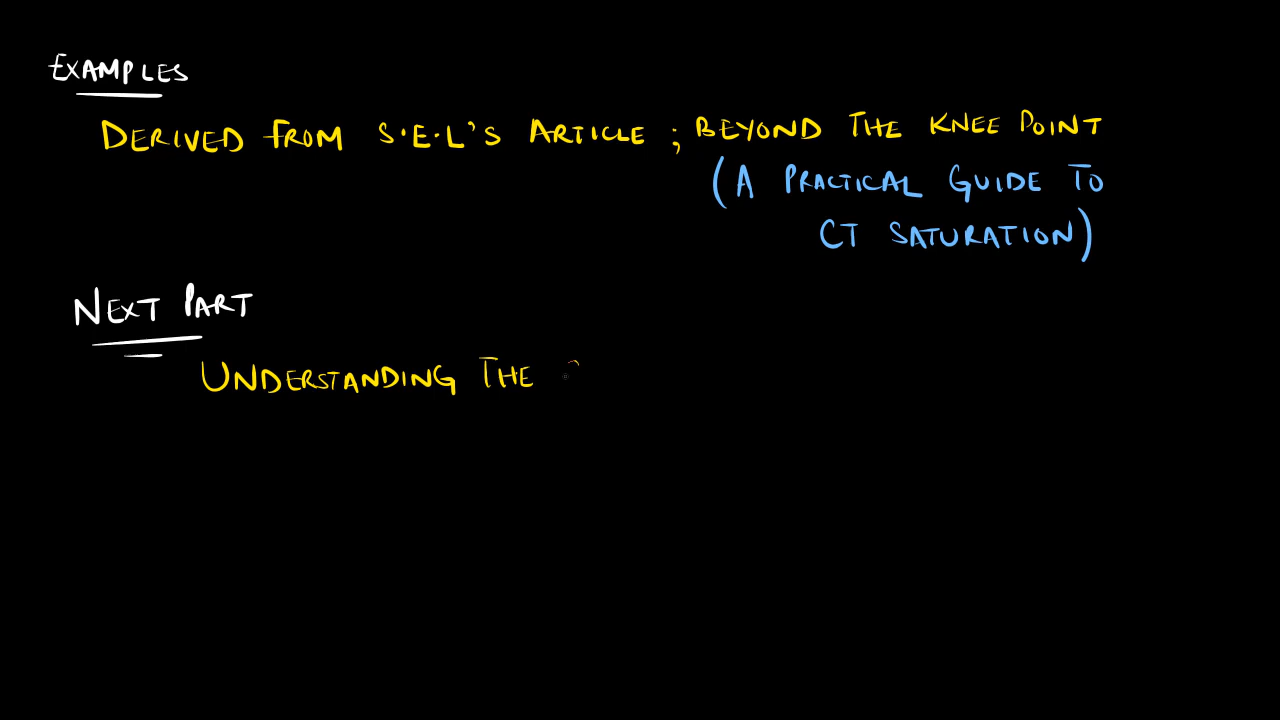 EXAMPLES
DERIVED FROM S.E.L'S ARTICLE ; BEYOND THE KNEE POINT
(A PRACTICAL GUIDE TO
CT SATURATION)
NEXT PART
UNDERSTANDING THE